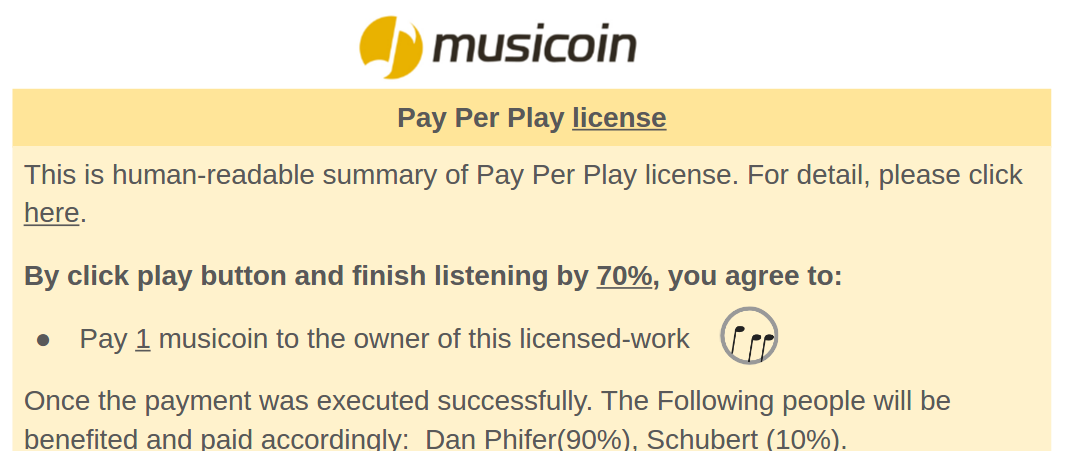 musicoin
Pay Per Play license
This is human-readable summary of Pay Per Play license. For detail, please click
here.
By click play button and finish listening by 70%, you agree to:
● Pay 1 musicoin to the owner of this licensed-work
Once the payment was executed successfully. The Following people will be
benefited and paid accordingly: Dan Phifer(90%), Schubert (10%).